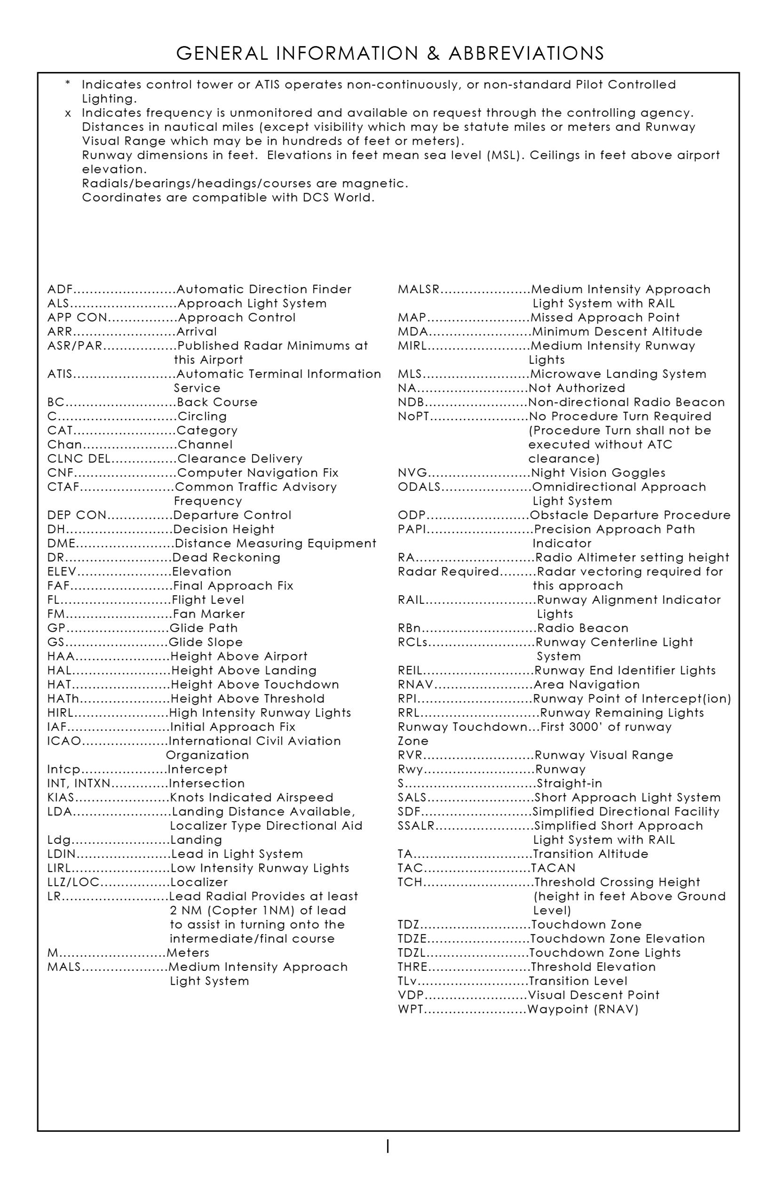 GENERAL INFORMATION & ABBREVIATIONS
* Indicates control tower or ATIS operates non-continuously, or non-standard Pilot Controlled
Lighting.
x Indicates frequency is unmonitored and available on request through the controlling agency.
Distances in nautical miles (except visibility which may be statute miles or meters and Runway
Visual Range which may be in hundreds of feet or meters).
Runway dimensions in feet. Elevations in feet mean sea level (MSL). Ceilings in feet above airport
elevation.
Radials/bearings/headings/courses are magnetic.
Coordinates are compatible with DCS World.
ADF.........................Automatic Direction Finder
ALS..........................Approach Light System
APP CON.................Approach Control
ARR.........................Arrival
ASR/PAR..................Published Radar Minimums at
this Airport
ATIS.........................Automatic Terminal Information
Service
BC...........................Back Course
C.............................Circling
CAT.........................Category
Chan.......................Channel
CLNC DEL................Clearance Delivery
CNF.........................Computer Navigation Fix
CTAF.......................Common Traffic Advisory
Frequency
DEP CON................Departure Control
DH..........................Decision Height
DME........................Distance Measuring Equipment
DR..........................Dead Reckoning
ELEV.......................Elevation
FAF.........................Final Approach Fix
FL...........................Flight Level
FM..........................Fan Marker
GP.........................Glide Path
GS.........................Glide Slope
HAA.......................Height Above Airport
HAL.......................Height Above Landing
HAT.......................Height Above Touchdown
HATh......................Height Above Threshold
HIRL.......................High Intensity Runway Lights
IAF.........................Initial Approach Fix
ICAO.....................International Civil Aviation
Organization
Intcp.....................Intercept
INT, INTXN..............Intersection
KIAS.......................Knots Indicated Airspeed
LDA........................Landing Distance Available,
Localizer Type Directional Aid
Ldg........................Landing
LDIN.......................Lead in Light System
LIRL........................Low Intensity Runway Lights
LLZ/LOC.................Localizer
LR..........................Lead Radial Provides at least
2 NM (Copter 1NM) of lead
to assist in turning onto the
intermediate/final course
M..........................Meters
MALS.....................Medium Intensity Approach
Light System
MALSR......................Medium Intensity Approach
Light System with RAIL
MAP.........................Missed Approach Point
MDA.........................Minimum Descent Altitude
MIRL.........................Medium Intensity Runway
Lights
MLS..........................Microwave Landing System
NA...........................Not Authorized
NDB.........................Non-directional Radio Beacon
NoPT........................No Procedure Turn Required
(Procedure Turn shall not be
executed without ATC
clearance)
NVG.........................Night Vision Goggles
ODALS......................Omnidirectional Approach
Light System
ODP.........................Obstacle Departure Procedure
PAPI..........................Precision Approach Path
Indicator
RA.............................Radio Altimeter setting height
Radar Required.........Radar vectoring required for
this approach
RAIL...........................Runway Alignment Indicator
Lights
RBn............................Radio Beacon
RCLs..........................Runway Centerline Light
System
REIL...........................Runway End Identifier Lights
RNAV........................Area Navigation
RPI............................Runway Point of Intercept(ion)
RRL.............................Runway Remaining Lights
Runway Touchdown...First 3000' of runway
Zone
RVR...........................Runway Visual Range
Rwy...........................Runway
S................................Straight-in
SALS..........................Short Approach Light System
SDF...........................Simplified Directional Facility
SSALR........................Simplified Short Approach
Light System with RAIL
TA.............................Transition Altitude
TAC..........................TACAN
TCH...........................Threshold Crossing Height
(height in feet Above Ground
Level)
TDZ...........................Touchdown Zone
TDZE.........................Touchdown Zone Elevation
TDZL.........................Touchdown Zone Lights
THRE.........................Threshold Elevation
TLv...........................Transition Level
VDP.........................Visual Descent Point
WPT.........................Waypoint (RNAV)
I